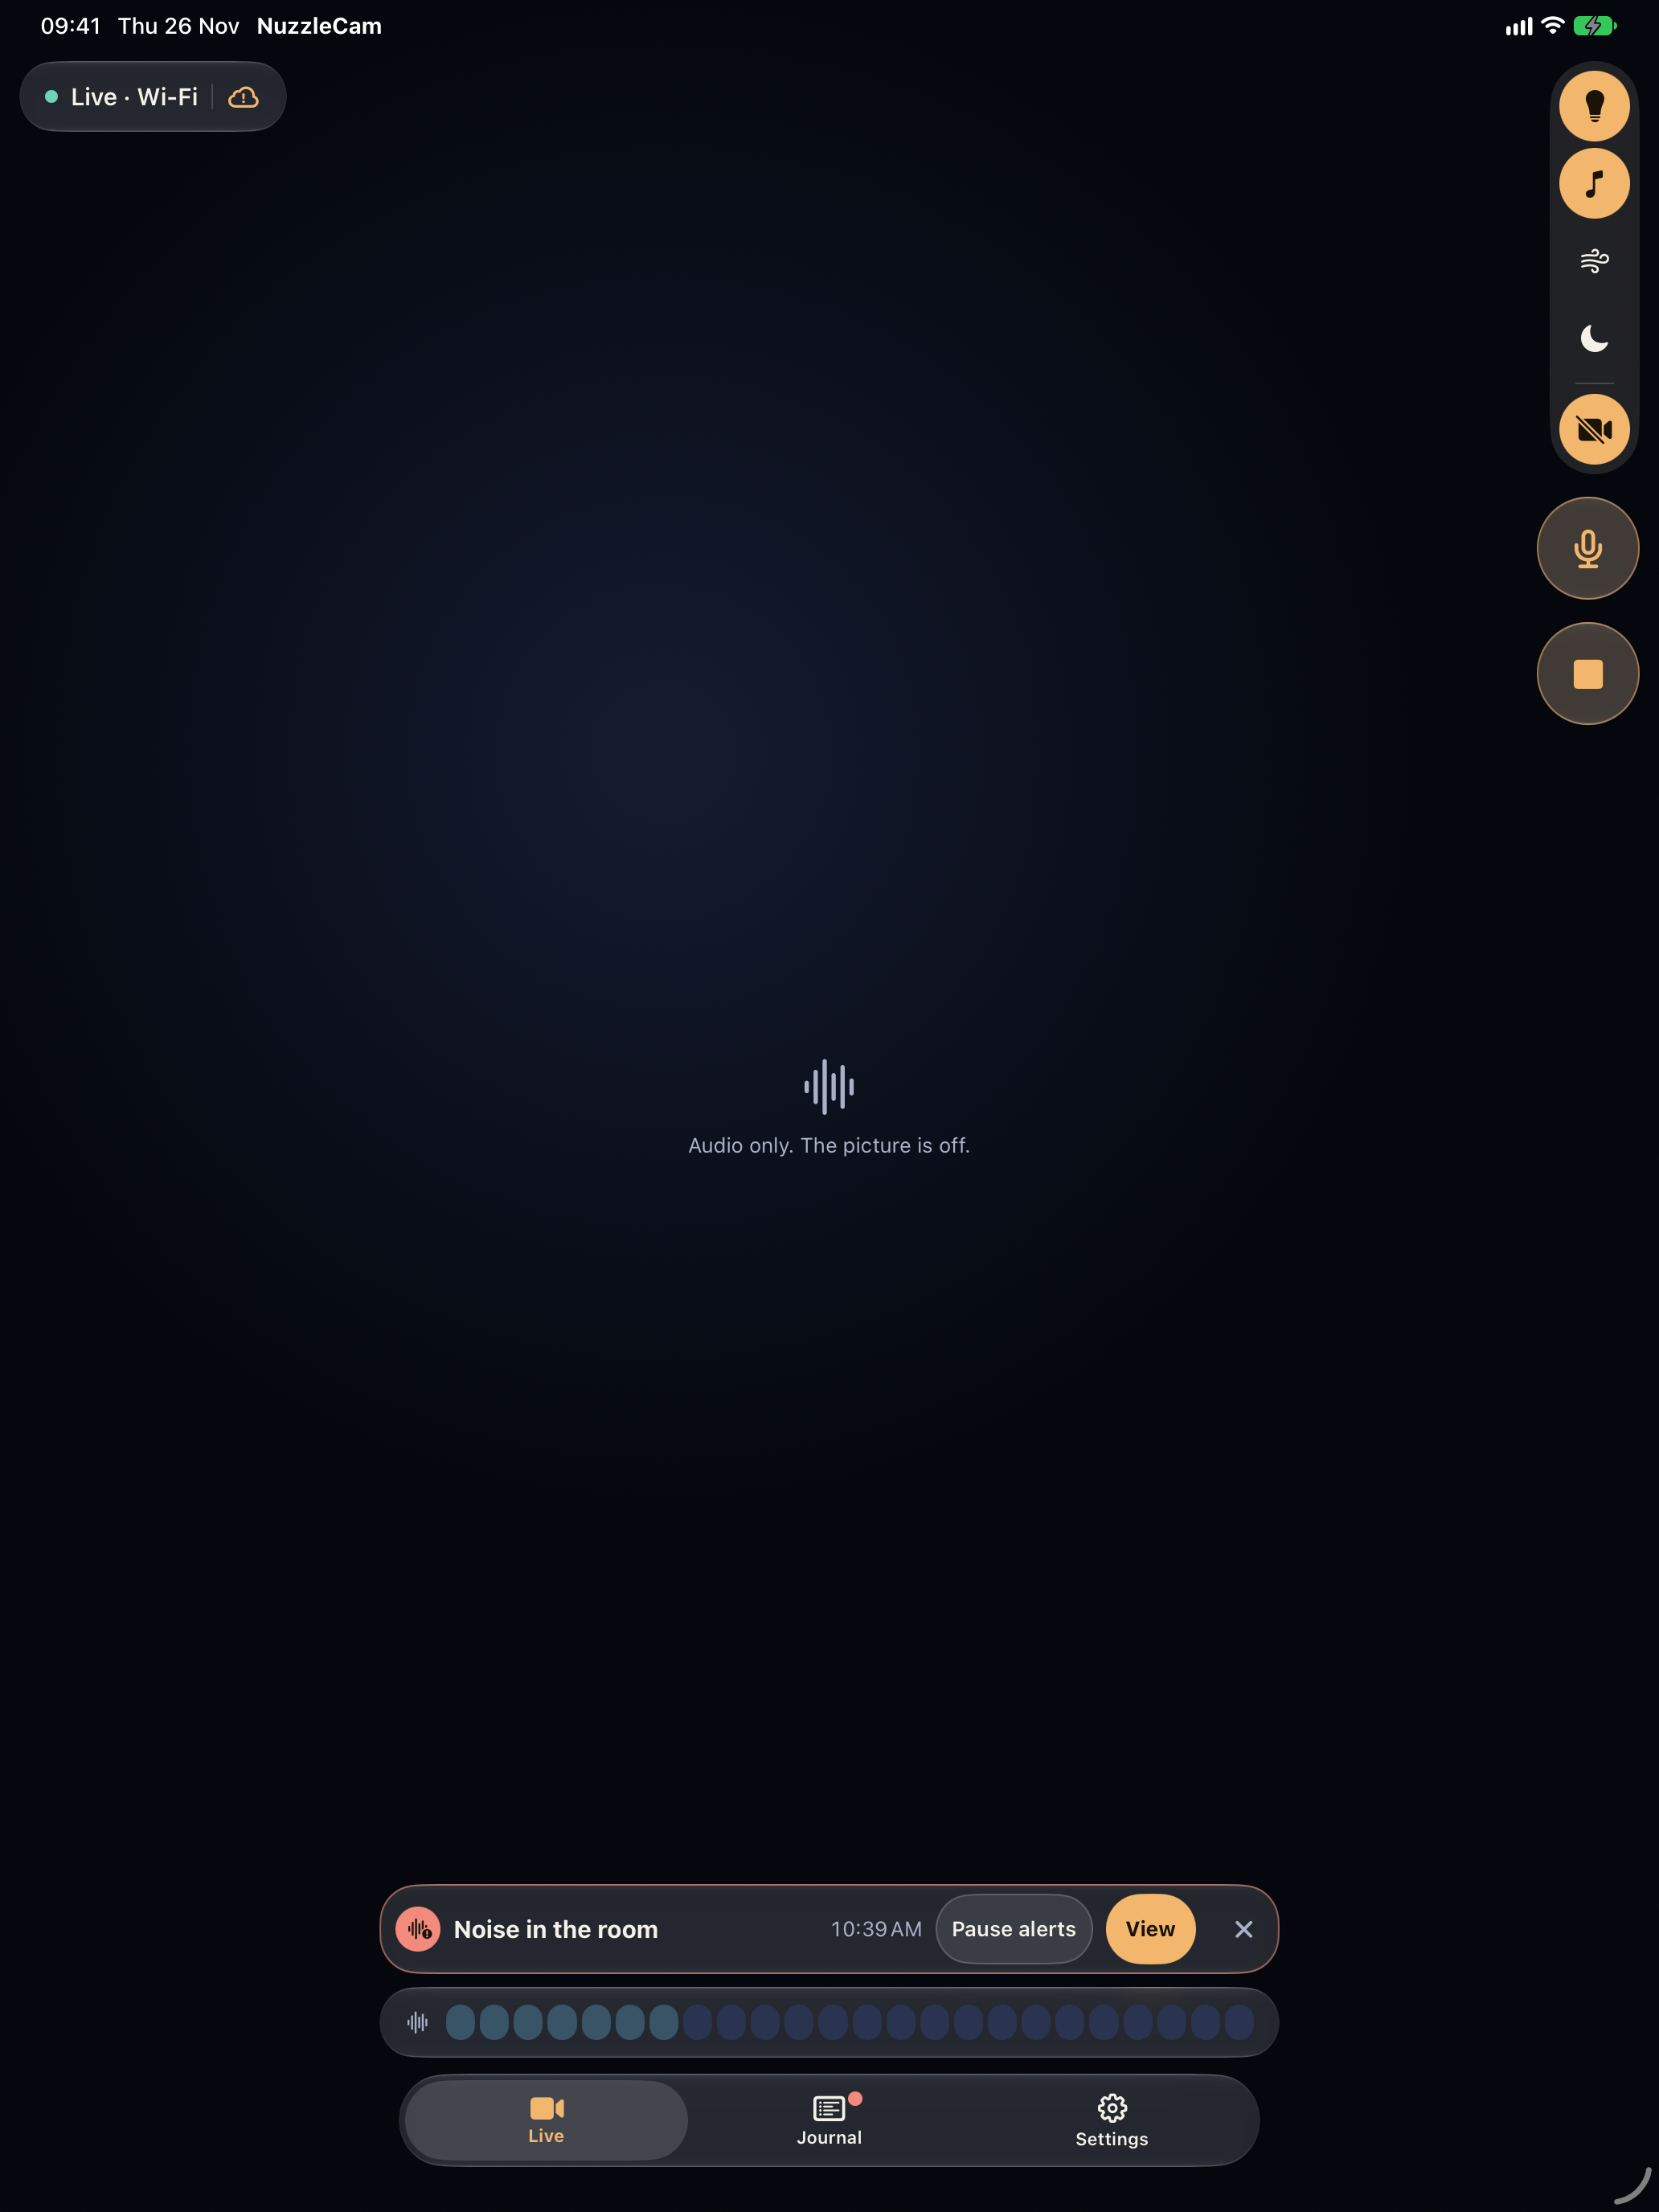 09:41 Thu 26 Nov NuzzleCam
Live · Wi-Fi
Audio only. The picture is off.
Noise in the room 10:39 AM Pause alerts View
Live Journal Settings